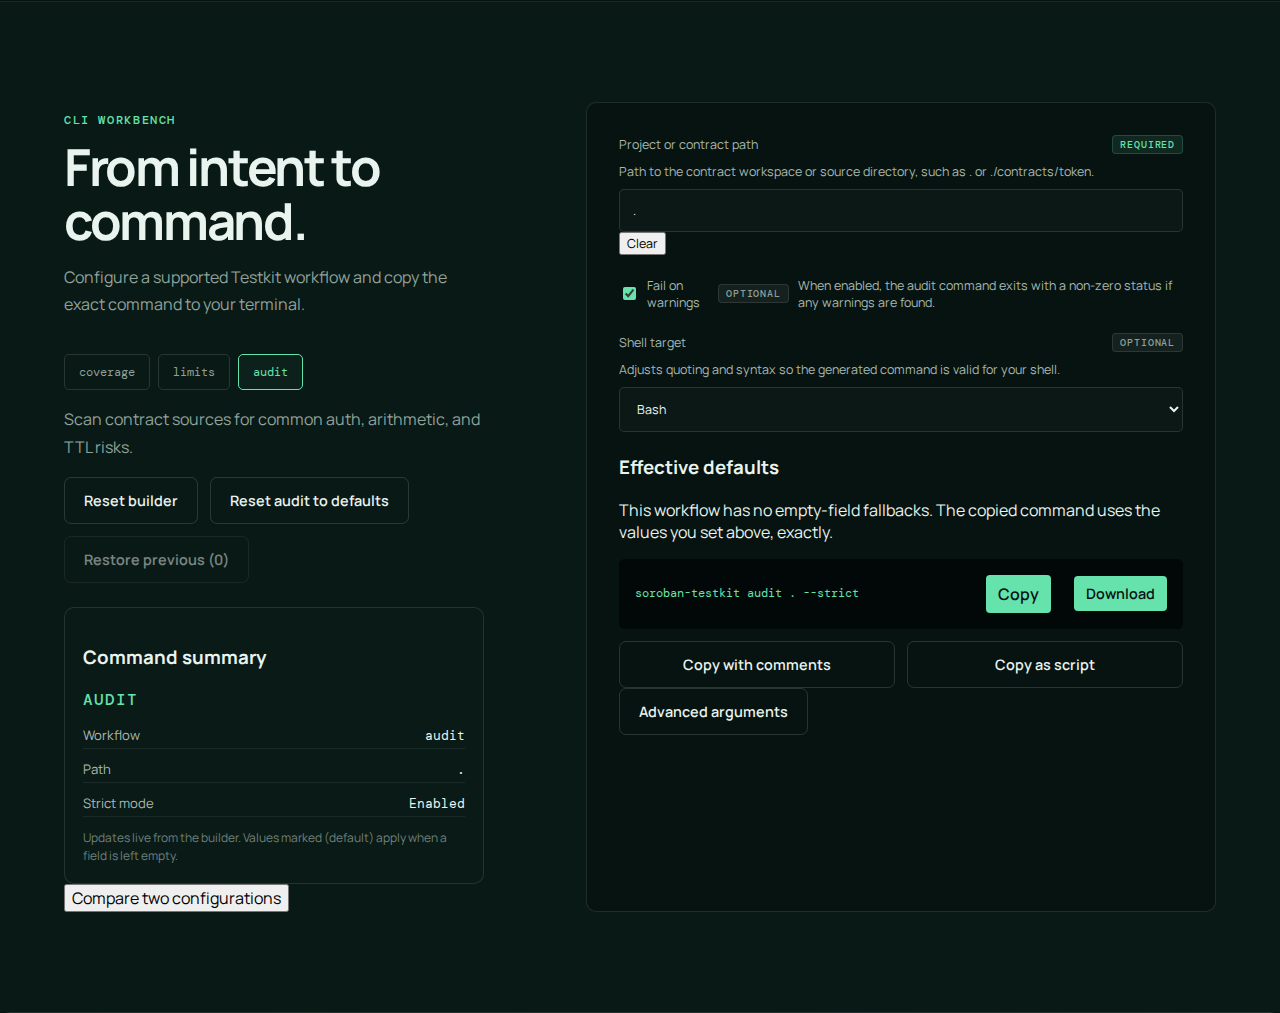 CLI WORKBENCH
From intent to
command.
Configure a supported Testkit workflow and copy the
exact command to your terminal.
coverage
limits
audit
Scan contract sources for common auth, arithmetic, and
TTL risks.
Reset builder
Reset audit to defaults
Restore previous (0)
Command summary
AUDIT
Workflow audit
Path .
Strict mode Enabled
Updates live from the builder. Values marked (default) apply when a
field is left empty.
Compare two configurations
Project or contract path REQUIRED
Path to the contract workspace or source directory, such as . or ./contracts/token.
.
Clear
Fail on
warnings
OPTIONAL
When enabled, the audit command exits with a non-zero status if
any warnings are found.
Shell target OPTIONAL
Adjusts quoting and syntax so the generated command is valid for your shell.
Bash
Effective defaults
This workflow has no empty-field fallbacks. The copied command uses the
values you set above, exactly.
soroban-testkit audit . --strict
Copy
Download
Copy with comments
Copy as script
Advanced arguments